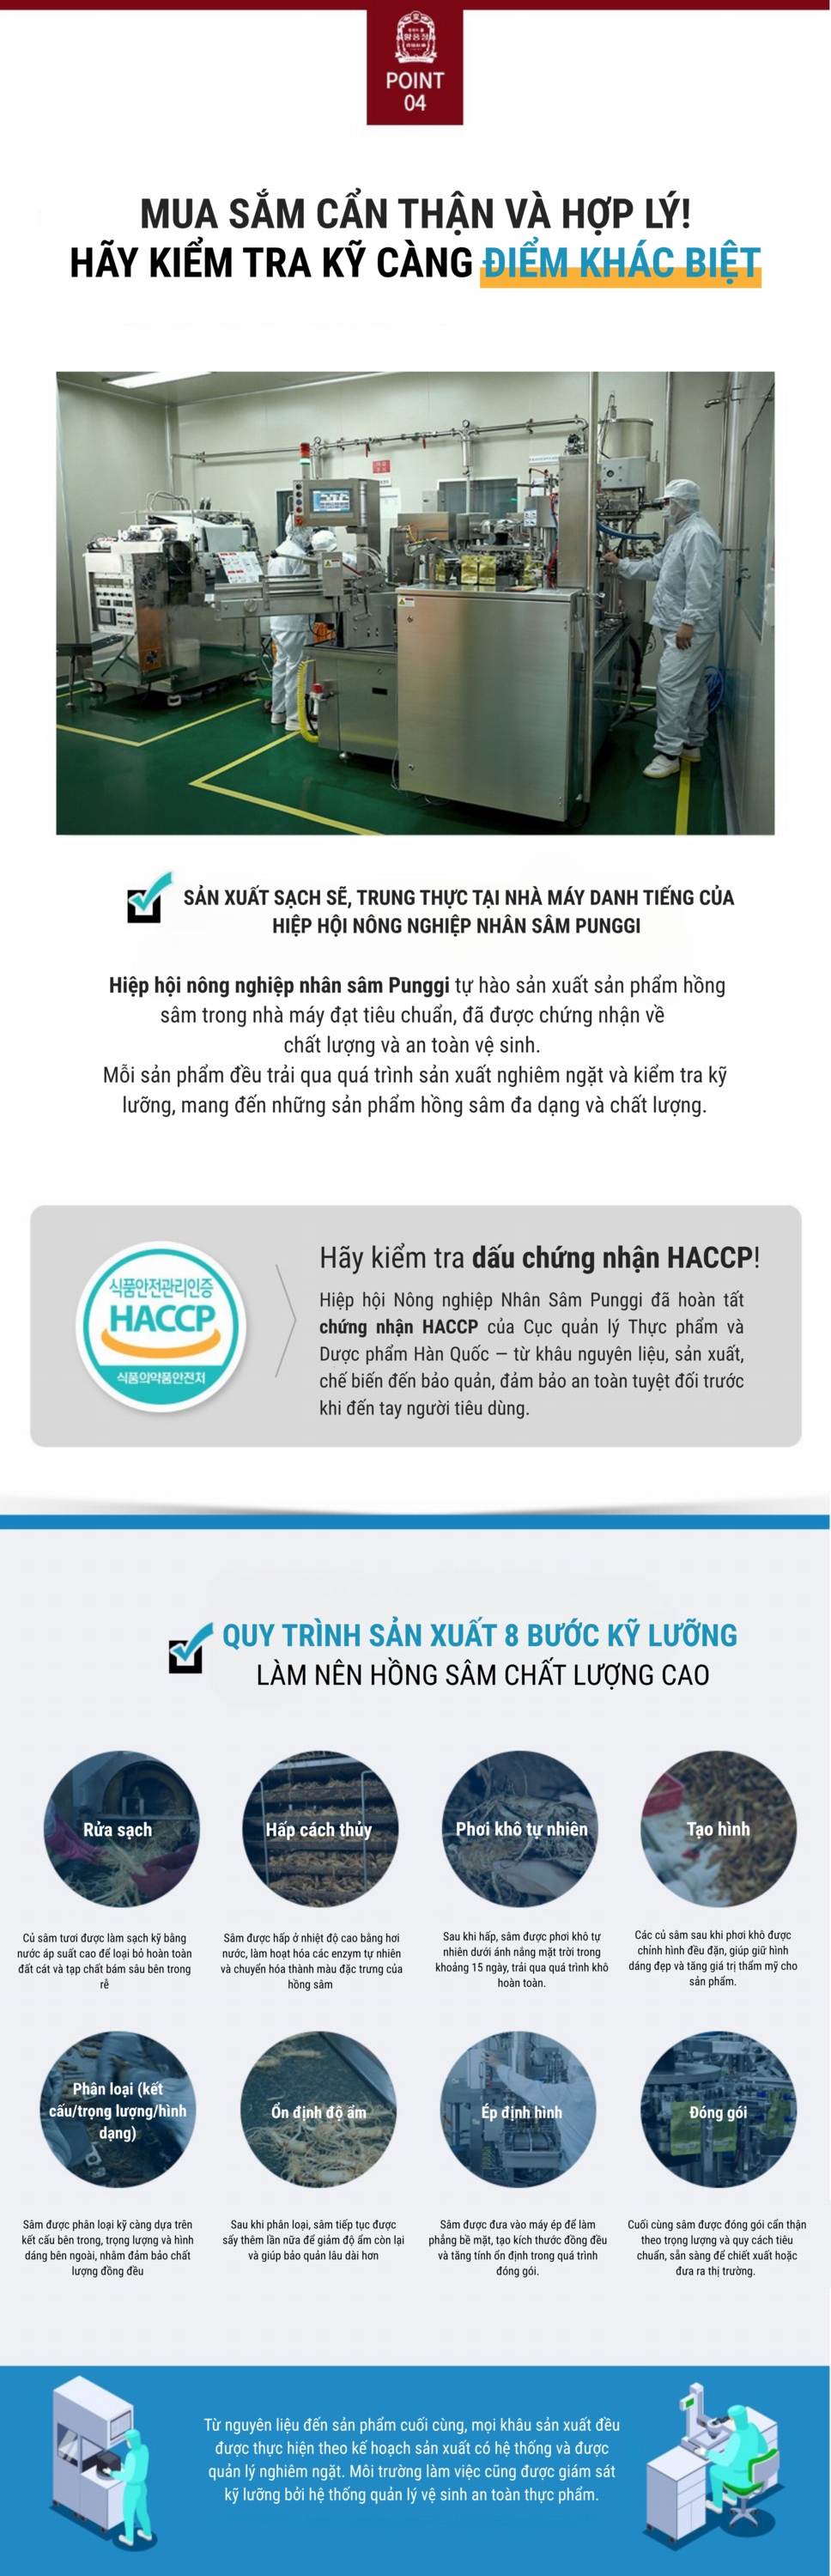 POINT
04
MUA SẮM CẨN THẬN VÀ HỢP LÝ!
HÃY KIỂM TRA KỸ CÀNG ĐIỂM KHÁC BIỆT
SẢN XUẤT SẠCH SẼ, TRUNG THỰC TẠI NHÀ MÁY DANH TIẾNG CỦA
HIỆP HỘI NÔNG NGHIỆP NHÂN SÂM PUNGGI
Hiệp hội nông nghiệp nhân sâm Punggi tự hào sản xuất sản phẩm hồng
sâm trong nhà máy đạt tiêu chuẩn, đã được chứng nhận về
chất lượng và an toàn vệ sinh.
Mỗi sản phẩm đều trải qua quá trình sản xuất nghiêm ngặt và kiểm tra kỹ
lưỡng, mang đến những sản phẩm hồng sâm đa dạng và chất lượng.
식품안전관리인증
HACCP
식품의약품안전처
Hãy kiểm tra dấu chứng nhận HACCP!
Hiệp hội Nông nghiệp Nhân Sâm Punggi đã hoàn tất
chứng nhận HACCP của Cục quản lý Thực phẩm và
Dược phẩm Hàn Quốc – từ khâu nguyên liệu, sản xuất,
chế biến đến bảo quản, đảm bảo an toàn tuyệt đối trước
khi đến tay người tiêu dùng.
QUY TRÌNH SẢN XUẤT 8 BƯỚC KỸ LƯỠNG
LÀM NÊN HỒNG SÂM CHẤT LƯỢNG CAO
Rửa sạch
Củ sâm tươi được làm sạch kỹ bằng
nước áp suất cao để loại bỏ hoàn toàn
đất cát và tạp chất bám sâu bên trong
rễ
Hấp cách thủy
Sâm được hấp ở nhiệt độ cao bằng hơi
nước, làm hoạt hóa các enzym tự nhiên
và chuyển hóa thành màu đặc trưng của
hồng sâm
Phơi khô tự nhiên
Sau khi hấp, sâm được phơi khô tự
nhiên dưới ánh nắng mặt trời trong
khoảng 15 ngày, trải qua quá trình khô
hoàn toàn.
Tạo hình
Các củ sâm sau khi phơi khô được
chỉnh hình đều đặn, giúp giữ hình
dáng đẹp và tăng giá trị thẩm mỹ cho
sản phẩm.
Phân loại (kết
cấu/trọng lượng/hình
dạng)
Sâm được phân loại kỹ càng dựa trên
kết cấu bên trong, trọng lượng và hình
dáng bên ngoài, nhằm đảm bảo chất
lượng đồng đều
Ổn định độ ẩm
Sau khi phân loại, sâm tiếp tục được
sấy thêm lần nữa để giảm độ ẩm còn lại
và giúp bảo quản lâu dài hơn
Ép định hình
Sâm được đưa vào máy ép để làm
phẳng bề mặt, tạo kích thước đồng đều
và tăng tính ổn định trong quá trình
đóng gói.
Đóng gói
Cuối cùng sâm được đóng gói cẩn thận
theo trọng lượng và quy cách tiêu
chuẩn, sẵn sàng để chiết xuất hoặc
đưa ra thị trường.
Từ nguyên liệu đến sản phẩm cuối cùng, mọi khâu sản xuất đều
được thực hiện theo kế hoạch sản xuất có hệ thống và được
quản lý nghiêm ngặt. Môi trường làm việc cũng được giám sát
kỹ lưỡng bởi hệ thống quản lý vệ sinh an toàn thực phẩm.